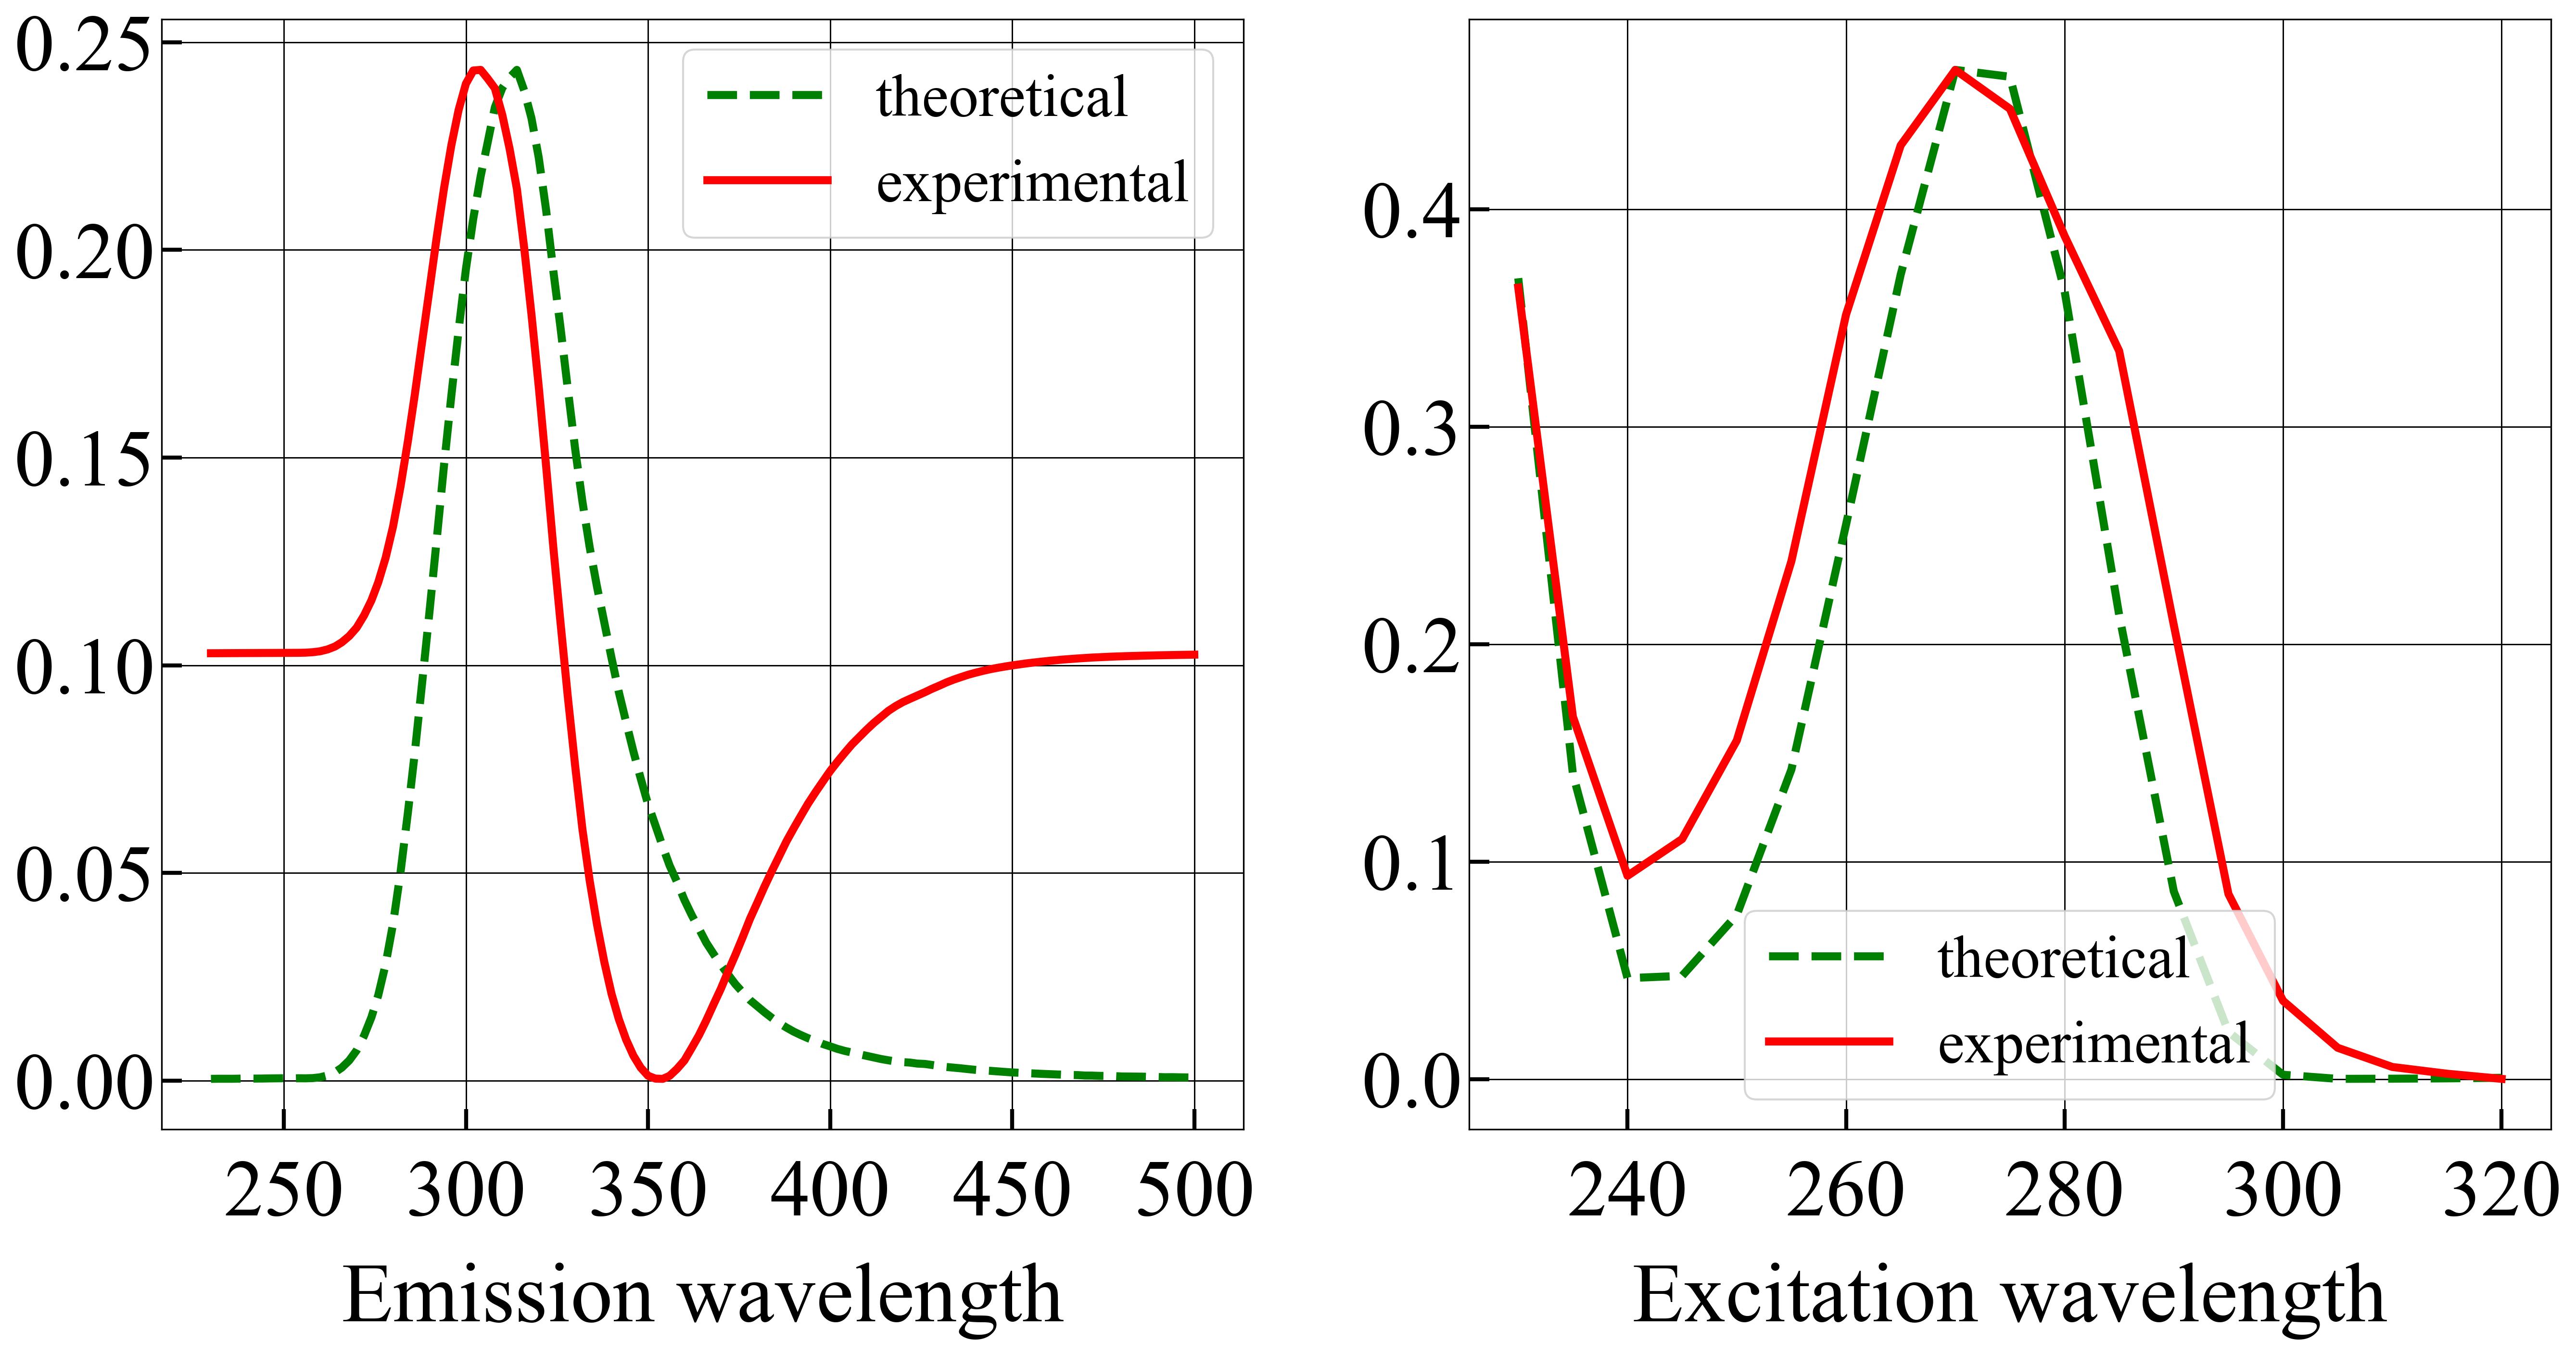 0.25
0.20
0.15
0.10
0.05
0.00
250 300 350 400 450 500
Emission wavelength
theoretical
experimental
0.4
0.3
0.2
0.1
0.0
240 260 280 300 320
Excitation wavelength
theoretical
experimental